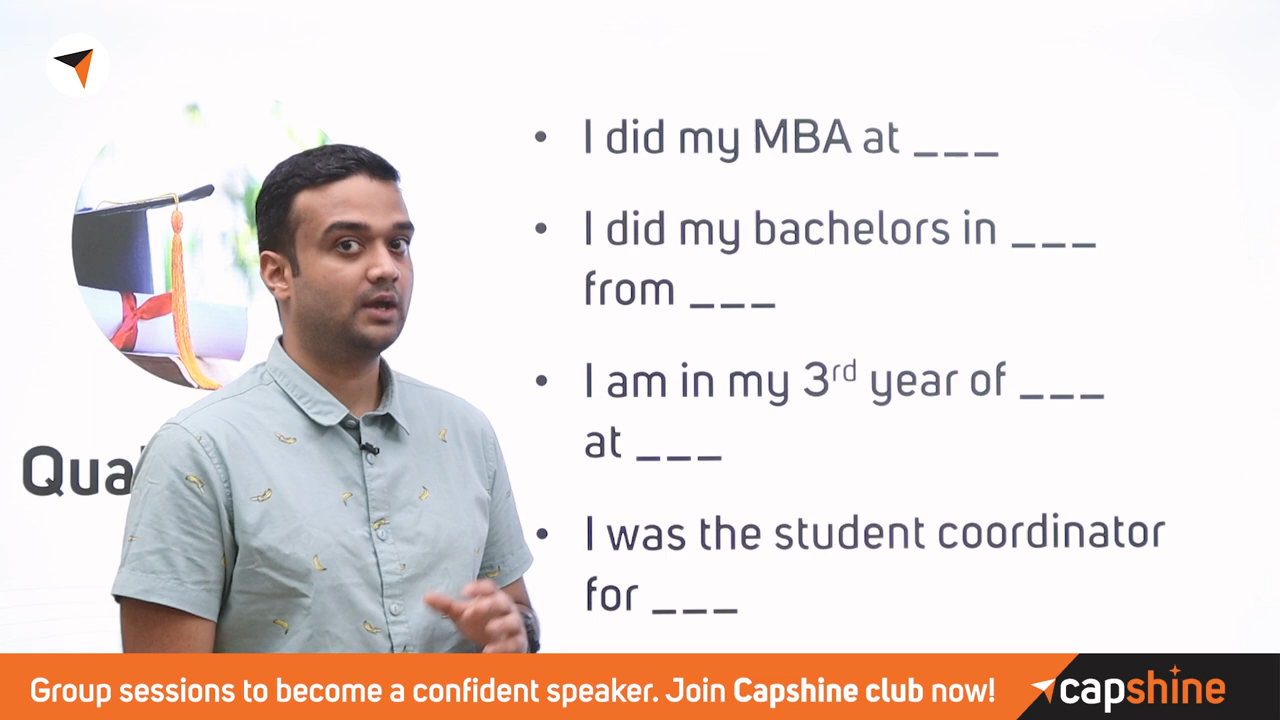 • I did my MBA at ___
• I did my bachelors in ___
from ___
• I am in my 3rd year of ___
at ___
• I was the student coordinator
for ___
Group sessions to become a confident speaker. Join Capshine club now!
capshine